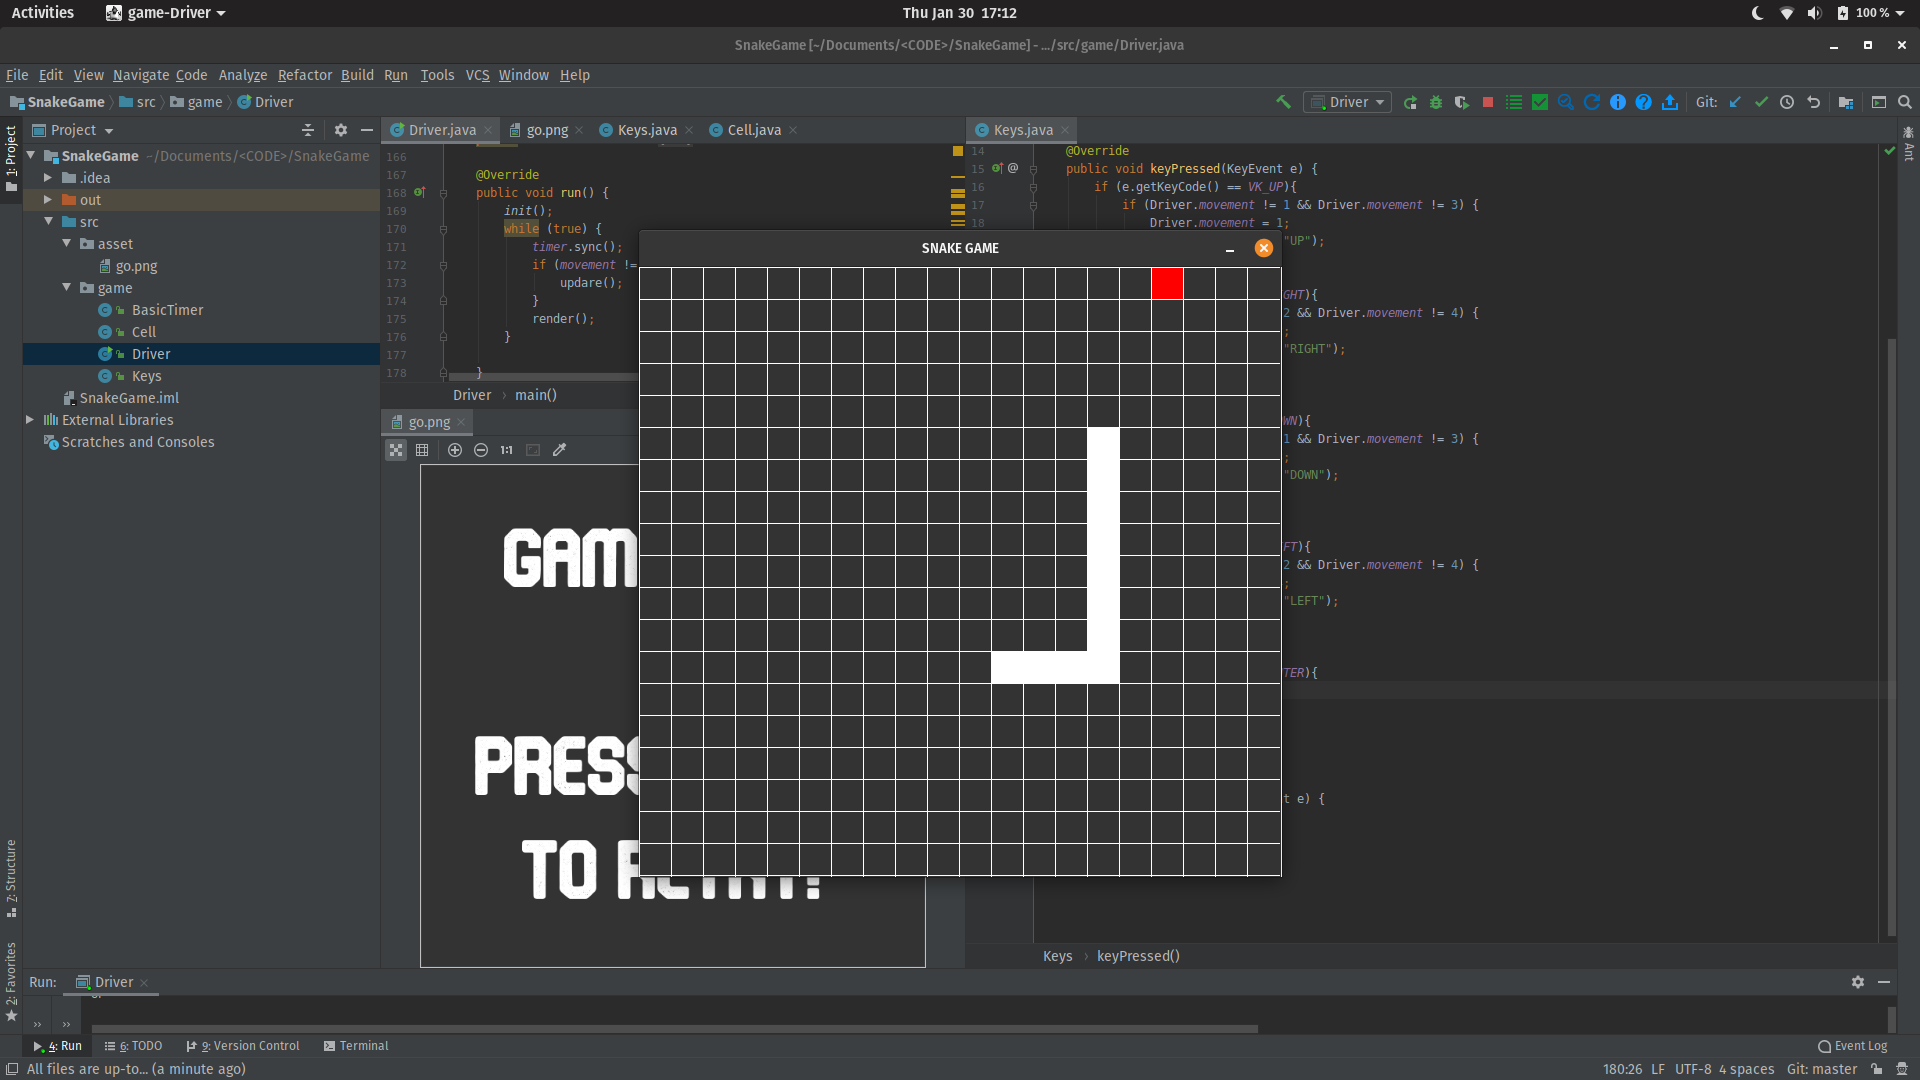 Activities game-Driver Thu Jan 30 17:12 100 %
SnakeGame [~/Documents/<CODE>/SnakeGame] - .../src/game/Driver.java
File Edit View Navigate Code Analyze Refactor Build Run Tools VCS Window Help
SnakeGame src game Driver Driver Git:
1: Project
Project
SnakeGame ~/Documents/<CODE>/SnakeGame
.idea
out
src
asset
go.png
game
BasicTimer
Cell
Driver
Keys
SnakeGame.iml
External Libraries
Scratches and Consoles
7: Structure
2: Favorites
Driver.java go.png Keys.java Cell.java
166
167 @Override
168 public void run() {
169 init();
170 while (true) {
171 timer.sync();
172 if (movement !=
173 updare();
174 }
175 render();
176 }
177
178 }
Driver main()
go.png
1:1
GAM
PRESS
TO RETRY!
SNAKE GAME
Keys.java
Ant
14 @Override
15 @ public void keyPressed(KeyEvent e) {
16 if (e.getKeyCode() == VK_UP){
17 if (Driver.movement != 1 && Driver.movement != 3) {
18 Driver.movement = 1;
"UP");
GHT){
2 && Driver.movement != 4) {
;
"RIGHT");
WN){
1 && Driver.movement != 3) {
;
"DOWN");
FT){
2 && Driver.movement != 4) {
;
"LEFT");
TER){
t e) {
Keys keyPressed()
Run: Driver
4: Run 6: TODO 9: Version Control Terminal Event Log
All files are up-to... (a minute ago) 180:26 LF UTF-8 4 spaces Git: master